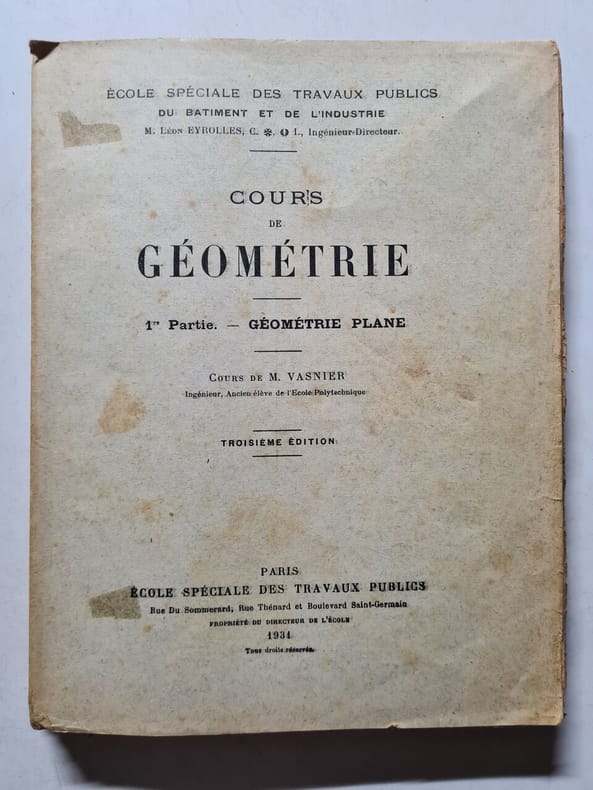 ÉCOLE SPÉCIALE DES TRAVAUX PUBLICS
DU BATIMENT ET DE L'INDUSTRIE
M. LÉON EYROLLES, C. ✻. I., Ingénieur-Directeur.
COURS
DE
GÉOMÉTRIE
1re Partie. — GÉOMÉTRIE PLANE
COURS DE M. VASNIER
Ingénieur, Ancien élève de l'Ecole Polytechnique
TROISIÈME ÉDITION
PARIS
ÉCOLE SPÉCIALE DES TRAVAUX PUBLICS
Rue Du Sommerard, Rue Thénard et Boulevard Saint-Germain
PROPRIÉTÉ DU DIRECTEUR DE L'ÉCOLE
1931
Tous droits réservés.